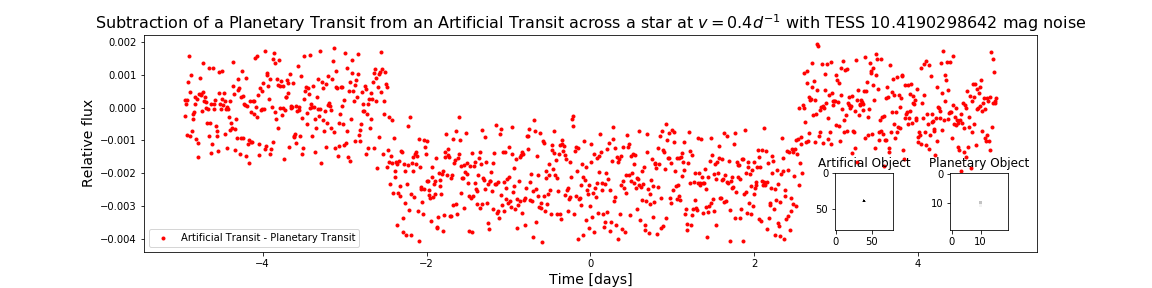 Subtraction of a Planetary Transit from an Artificial Transit across a star at v = 0.4d⁻¹ with TESS 10.4190298642 mag noise
0.002
0.001
0.000
−0.001
−0.002
−0.003
−0.004
Relative flux
Artificial Transit - Planetary Transit
Artificial Object
0
50
0 50
Planetary Object
0
10
0 10
−4 −2 0 2 4
Time [days]